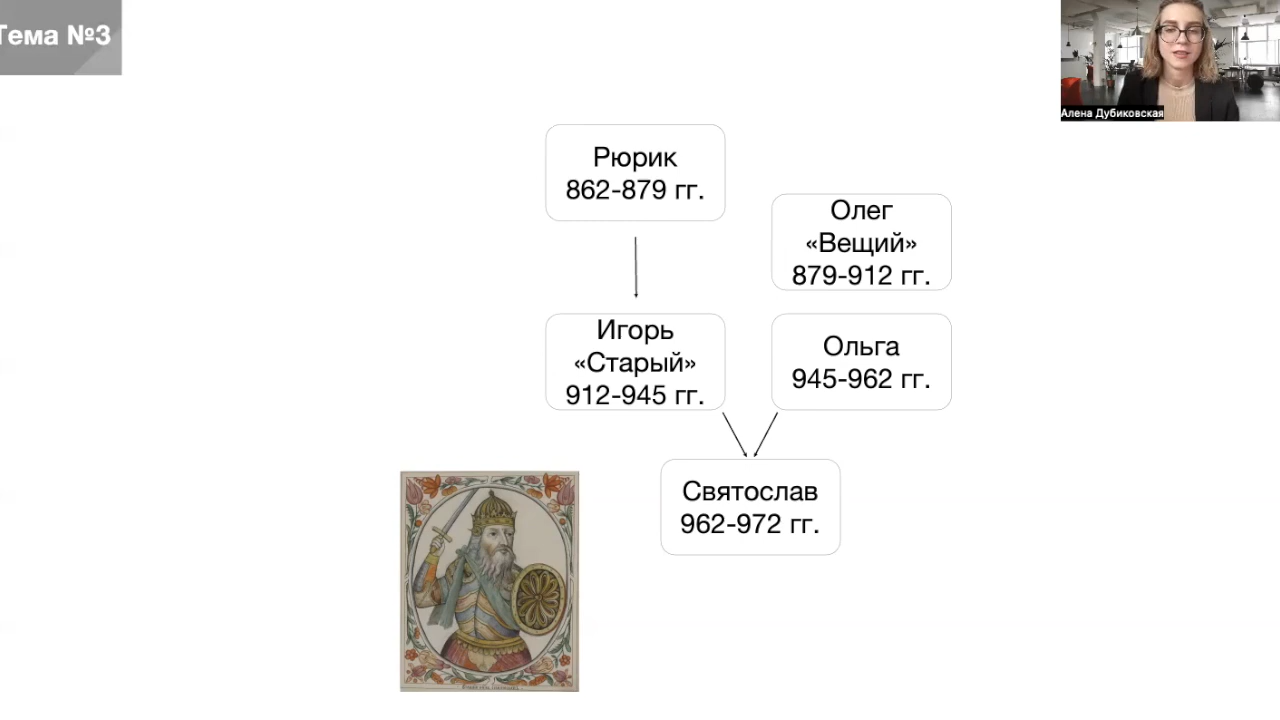 Тема №3
Алена Дубиковская
Рюрик
862-879 гг.
Олег
«Вещий»
879-912 гг.
Игорь
«Старый»
912-945 гг.
Ольга
945-962 гг.
Святослав
962-972 гг.